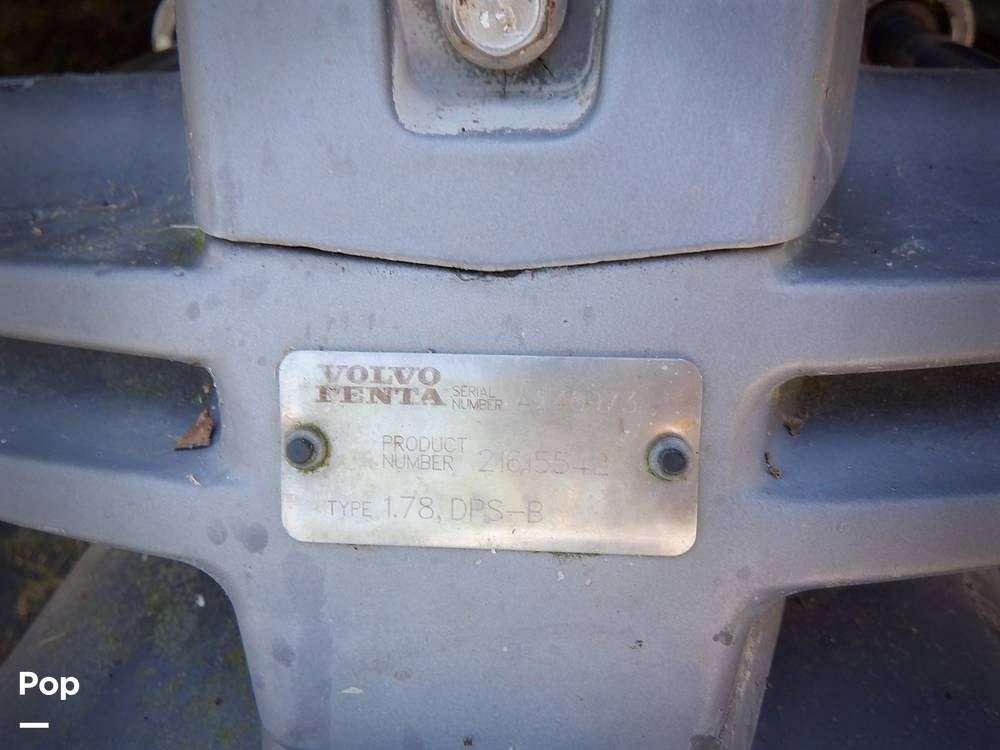 VOLVO
PENTA
SERIAL
NUMBER
PRODUCT
NUMBER 21615542
TYPE 1.78, DPS-B
Pop